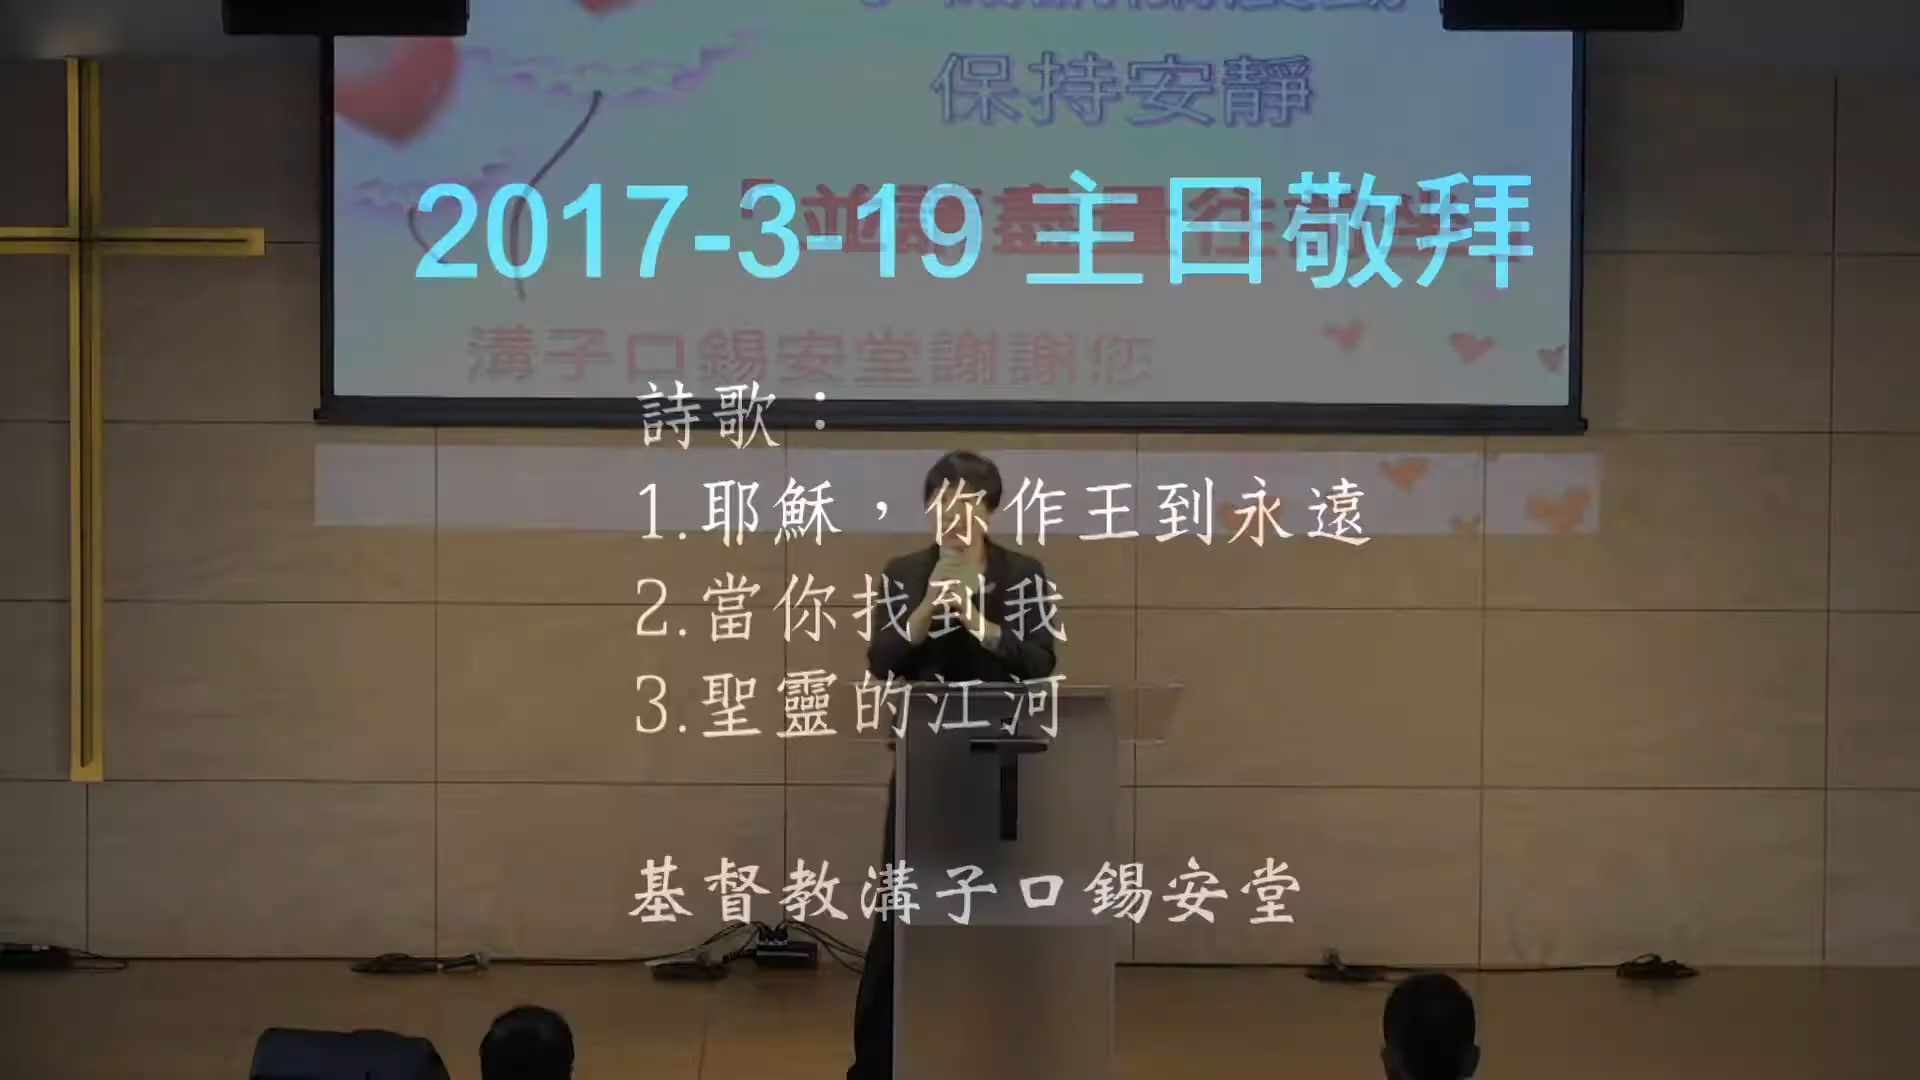 保持安靜
2017-3-19 主日敬拜
溝子口錫安堂謝謝您
詩歌：
1.耶穌，你作王到永遠
2.當你找到我
3.聖靈的江河
基督教溝子口錫安堂